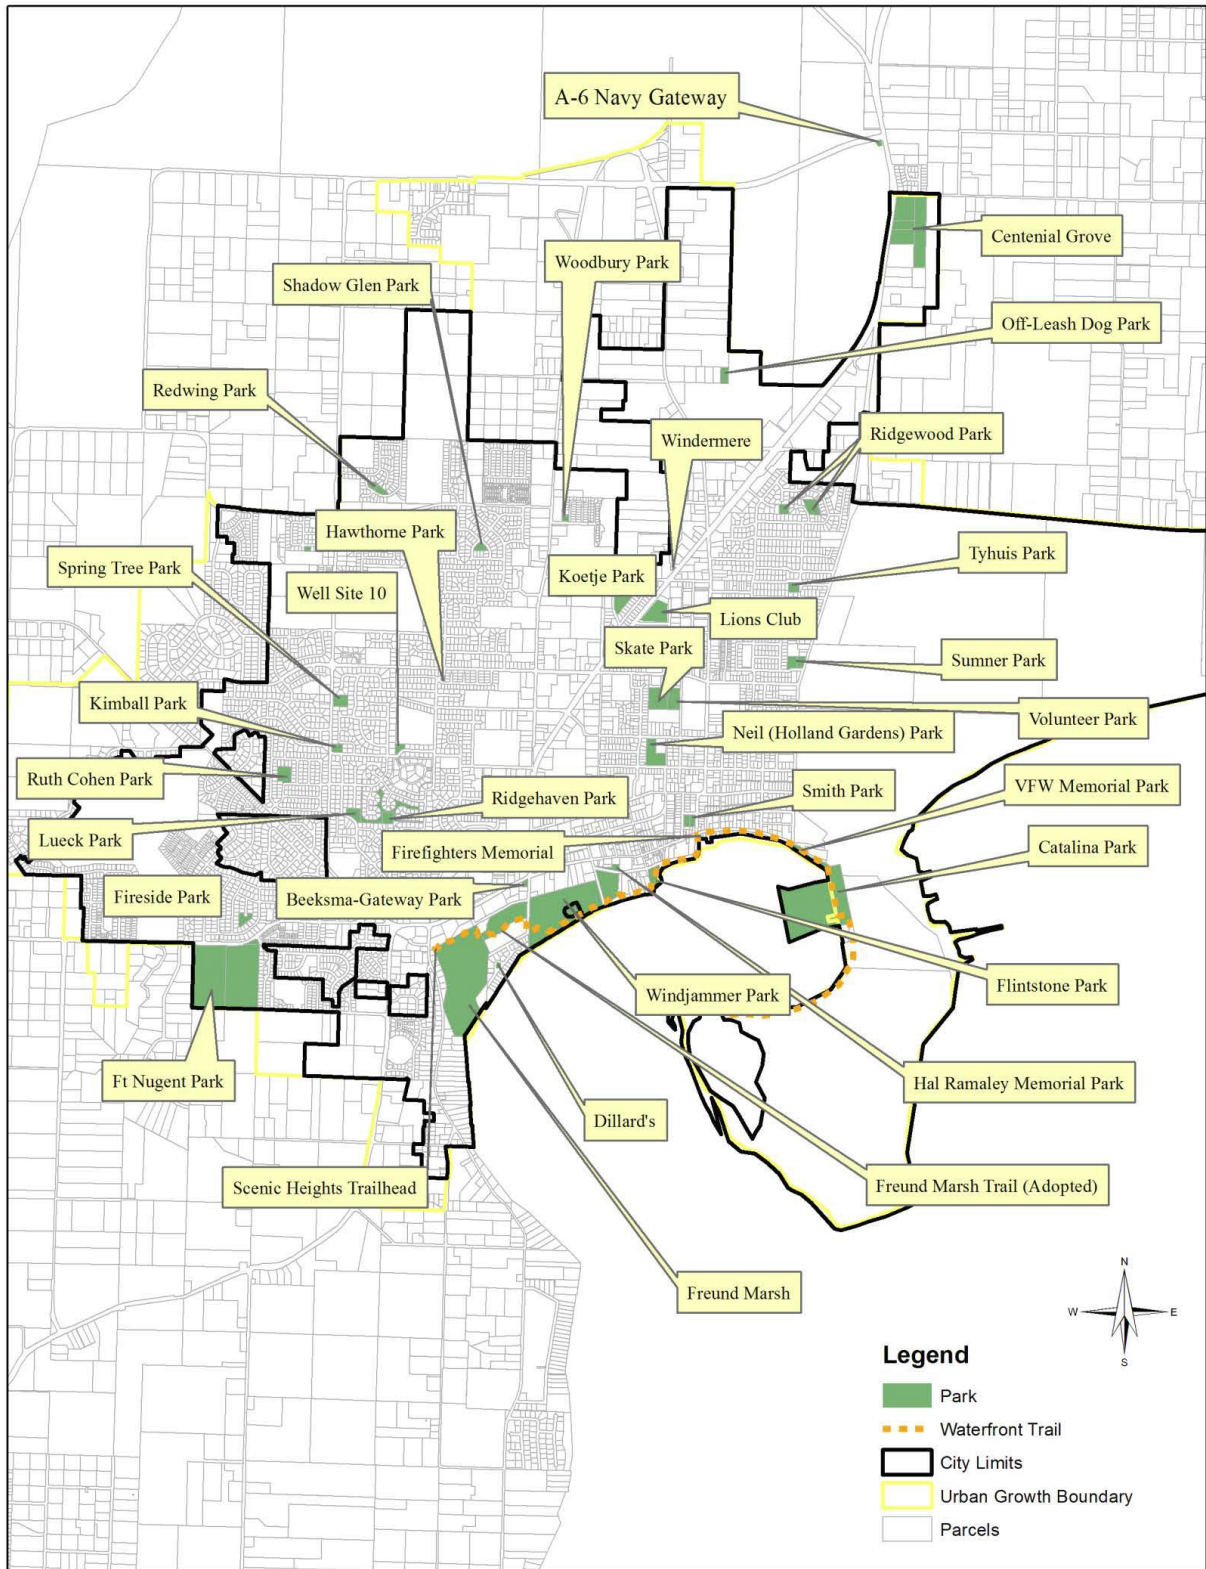 A-6 Navy Gateway
Centenial Grove
Woodbury Park
Shadow Glen Park
Off-Leash Dog Park
Redwing Park
Windermere
Ridgewood Park
Hawthorne Park
Spring Tree Park
Well Site 10
Koetje Park
Tyhuis Park
Lions Club
Skate Park
Sumner Park
Kimball Park
Volunteer Park
Neil (Holland Gardens) Park
Ruth Cohen Park
Ridgehaven Park
Smith Park
VFW Memorial Park
Lueck Park
Firefighters Memorial
Catalina Park
Fireside Park
Beeksma-Gateway Park
Flintstone Park
Windjammer Park
Ft Nugent Park
Hal Ramaley Memorial Park
Dillard's
Scenic Heights Trailhead
Freund Marsh Trail (Adopted)
Freund Marsh
N
W E
S
Legend
Park
Waterfront Trail
City Limits
Urban Growth Boundary
Parcels